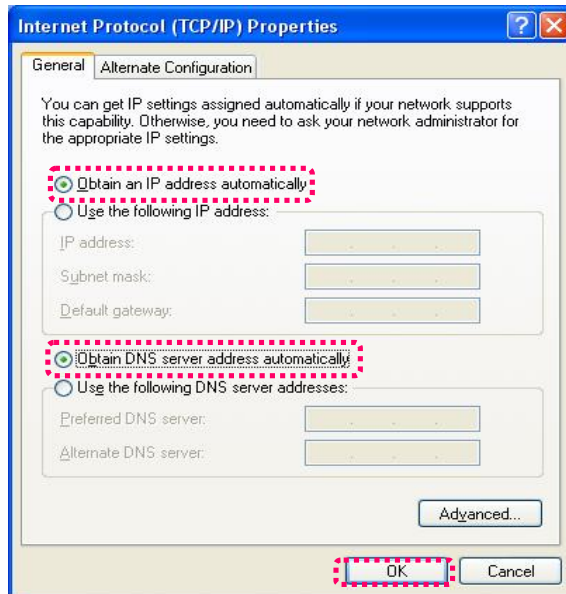 Internet Protocol (TCP/IP) Properties
General
Alternate Configuration
You can get IP settings assigned automatically if your network supports
this capability. Otherwise, you need to ask your network administrator for
the appropriate IP settings.
Obtain an IP address automatically
Use the following IP address:
IP address:
Subnet mask:
Default gateway:
Obtain DNS server address automatically
Use the following DNS server addresses:
Preferred DNS server:
Alternate DNS server:
Advanced...
OK
Cancel